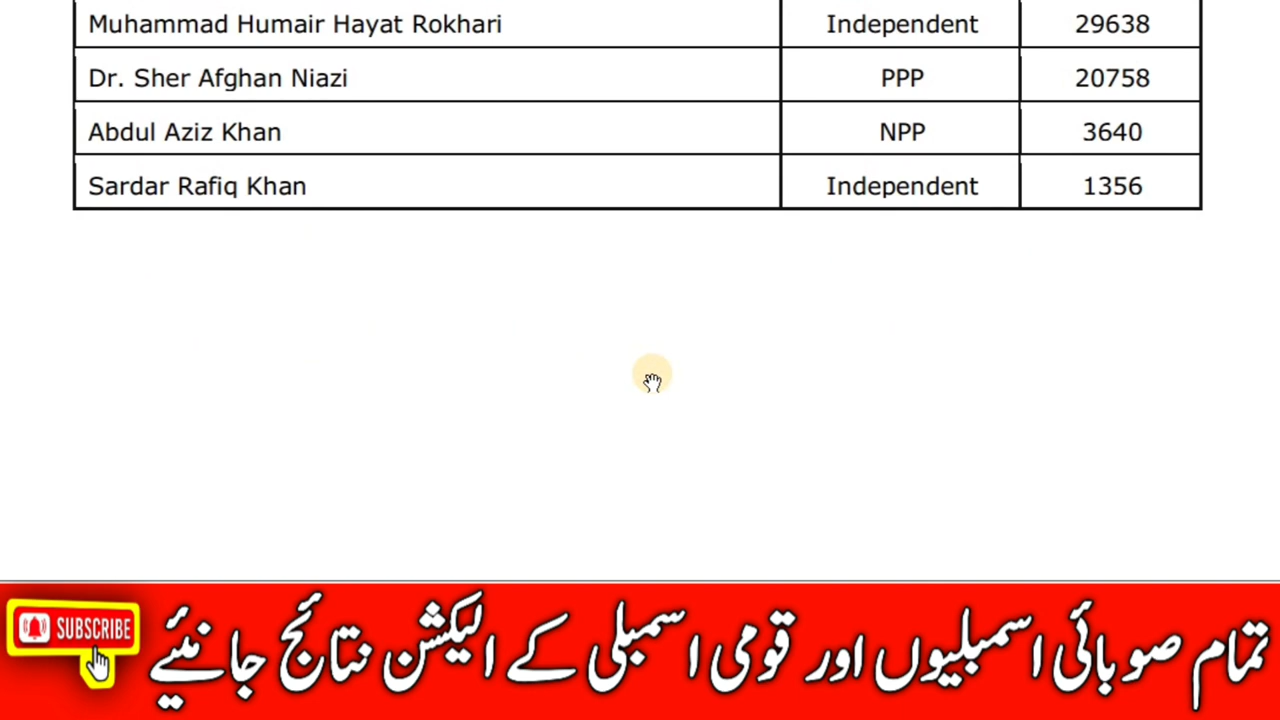 Muhammad Humair Hayat Rokhari Independent 29638
Dr. Sher Afghan Niazi PPP 20758
Abdul Aziz Khan NPP 3640
Sardar Rafiq Khan Independent 1356
SUBSCRIBE
تمام صوبائی اسمبلیوں اور قومی اسمبلی کے الیکشن نتائج جانئیے